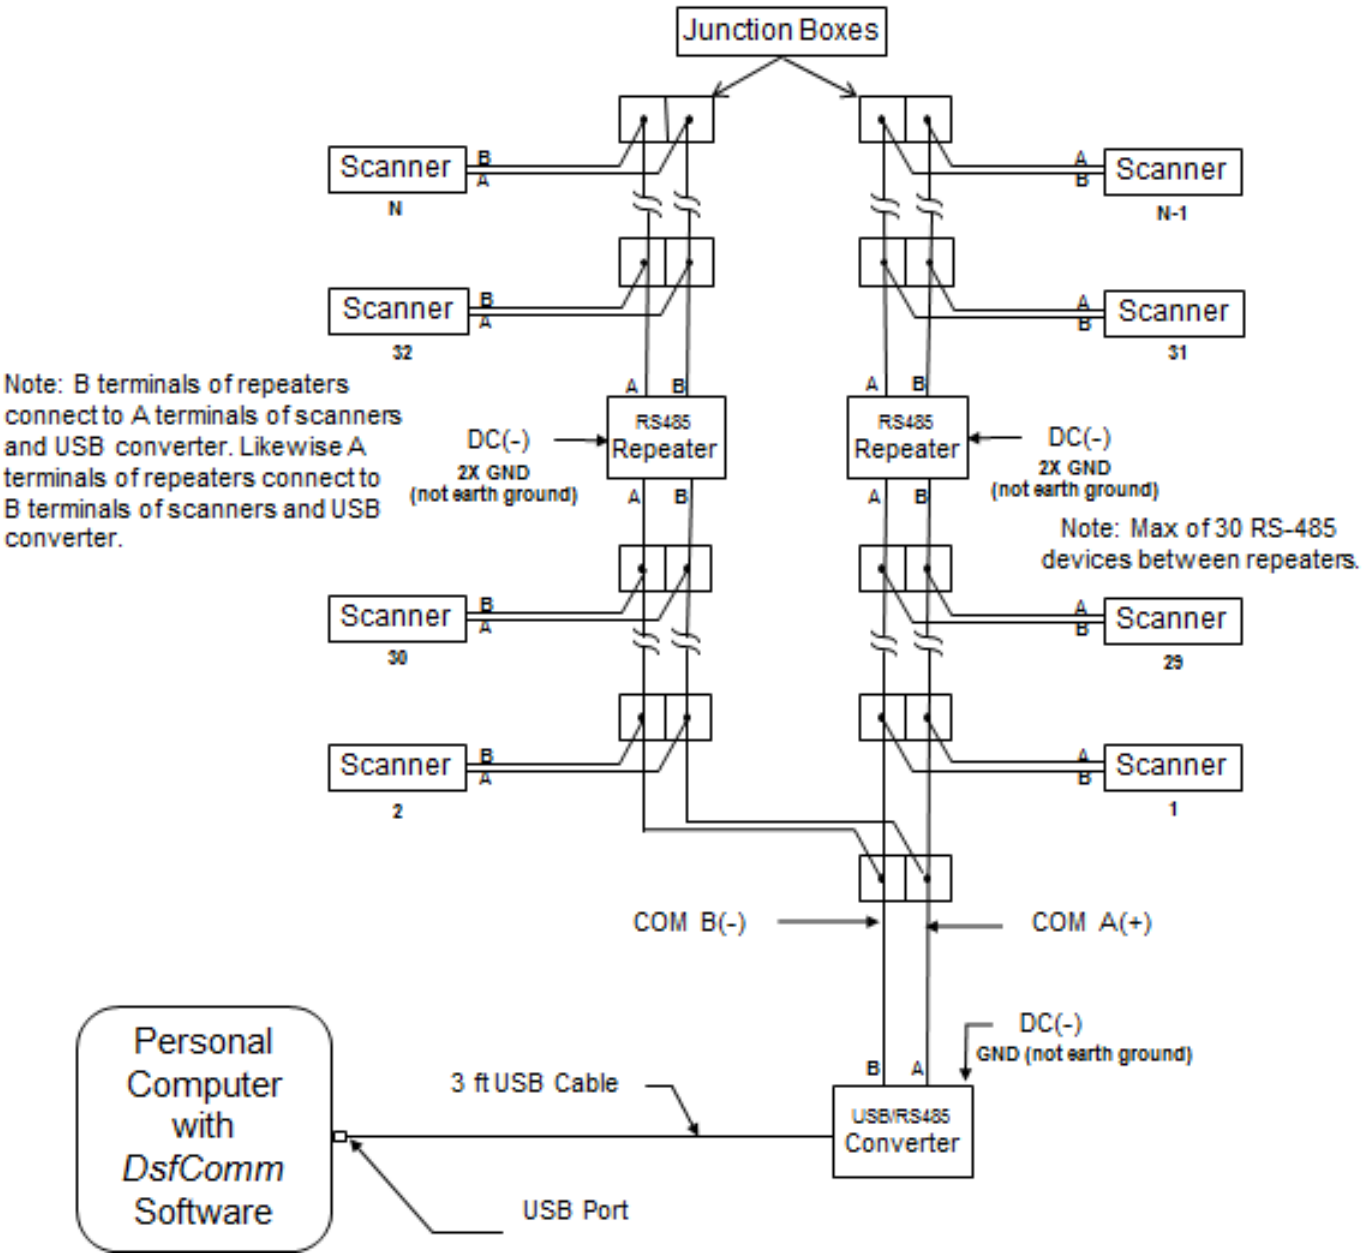 Junction Boxes
Scanner
B
A
N
A
B
Scanner
N-1
Scanner
B
A
32
A
B
Scanner
31
Note: B terminals of repeaters
connect to A terminals of scanners
and USB converter. Likewise A
terminals of repeaters connect to
B terminals of scanners and USB
converter.
A B
RS485
Repeater
A B
DC(-)
2X GND
(not earth ground)
A B
RS485
Repeater
A B
DC(-)
2X GND
(not earth ground)
Note: Max of 30 RS-485
devices between repeaters.
Scanner
B
A
30
A
B
Scanner
29
Scanner
B
A
2
A
B
Scanner
1
COM B(-)
COM A(+)
DC(-)
GND (not earth ground)
B A
USB/RS485
Converter
3 ft USB Cable
USB Port
Personal
Computer
with
DsfComm
Software